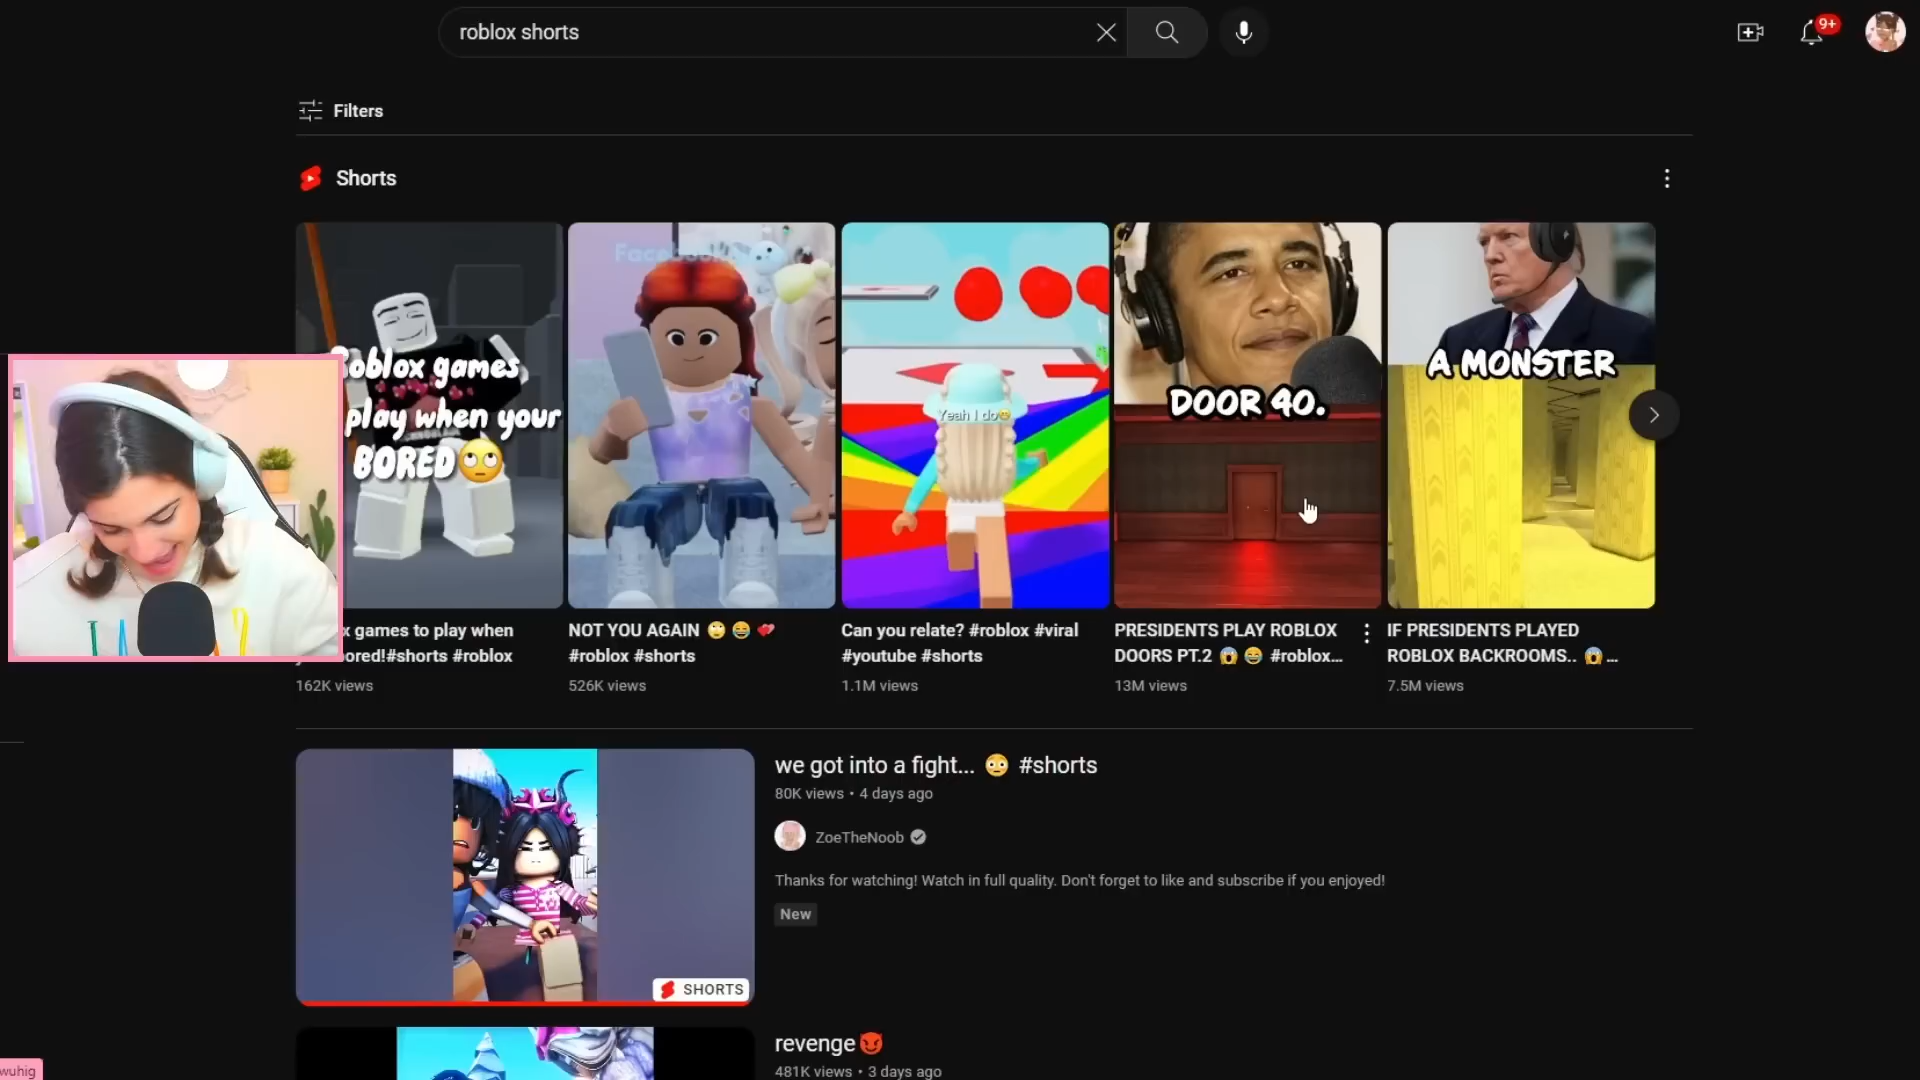 roblox shorts
9+
Filters
Shorts
Roblox games
play when your
BORED🙄
Facebook
Yeah I do😄
DOOR 40.
A MONSTER
x games to play when
bored!#shorts #roblox
162K views
NOT YOU AGAIN 🙄 😂 💕
#roblox #shorts
526K views
Can you relate? #roblox #viral
#youtube #shorts
1.1M views
PRESIDENTS PLAY ROBLOX
DOORS PT.2 😱 😂 #roblox...
13M views
IF PRESIDENTS PLAYED
ROBLOX BACKROOMS.. 😱 ...
7.5M views
we got into a fight... 😳 #shorts
80K views • 4 days ago
ZoeTheNoob
Thanks for watching! Watch in full quality. Don't forget to like and subscribe if you enjoyed!
New
SHORTS
revenge😈
481K views • 3 days ago
wuhig